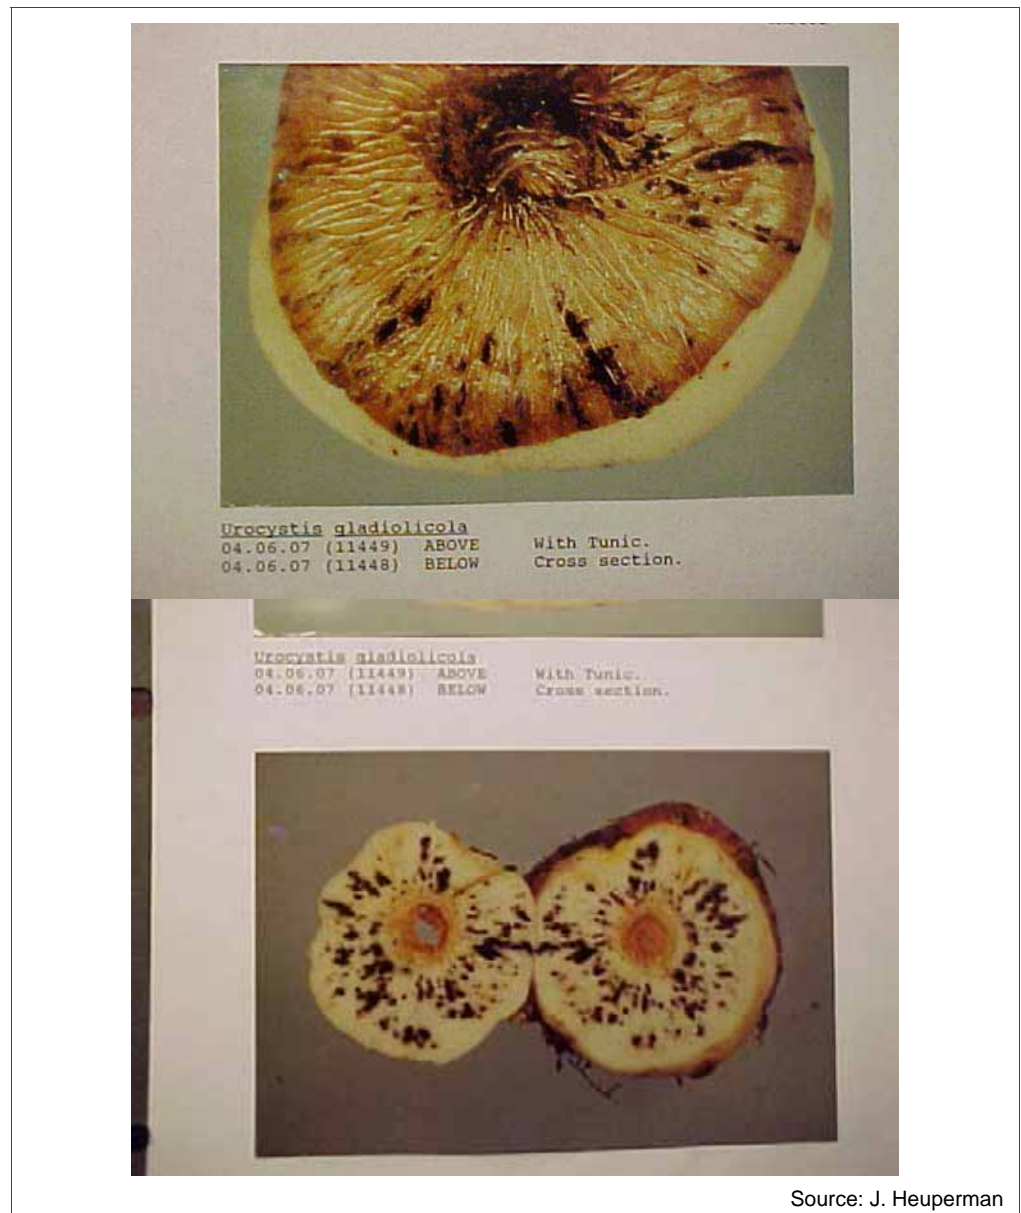 Urocystis gladiolicola
04.06.07 (11449) ABOVE With Tunic.
04.06.07 (11448) BELOW Cross section.
Urocystis gladiolicola
04.06.07 (11449) ABOVE With Tunic.
04.06.07 (11448) BELOW Cross section.
Source: J. Heuperman